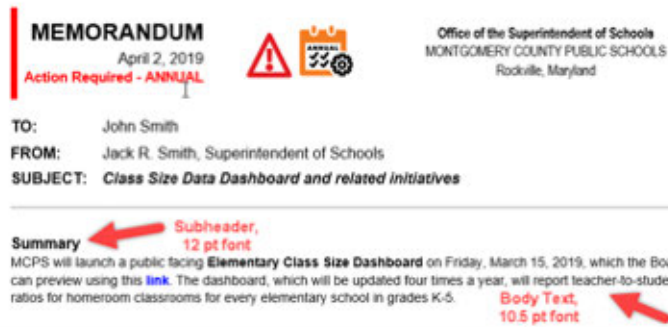 MEMORANDUM
April 2, 2019
Action Required - ANNUAL
ANNUAL
Office of the Superintendent of Schools
MONTGOMERY COUNTY PUBLIC SCHOOLS
Rockville, Maryland
TO: John Smith
FROM: Jack R. Smith, Superintendent of Schools
SUBJECT: Class Size Data Dashboard and related initiatives
Subheader,
12 pt font
Summary
MCPS will launch a public facing Elementary Class Size Dashboard on Friday, March 15, 2019, which the Boa
can preview using this link. The dashboard, which will be updated four times a year, will report teacher-to-stude
ratios for homeroom classrooms for every elementary school in grades K-5.
Body Text,
10.5 pt font